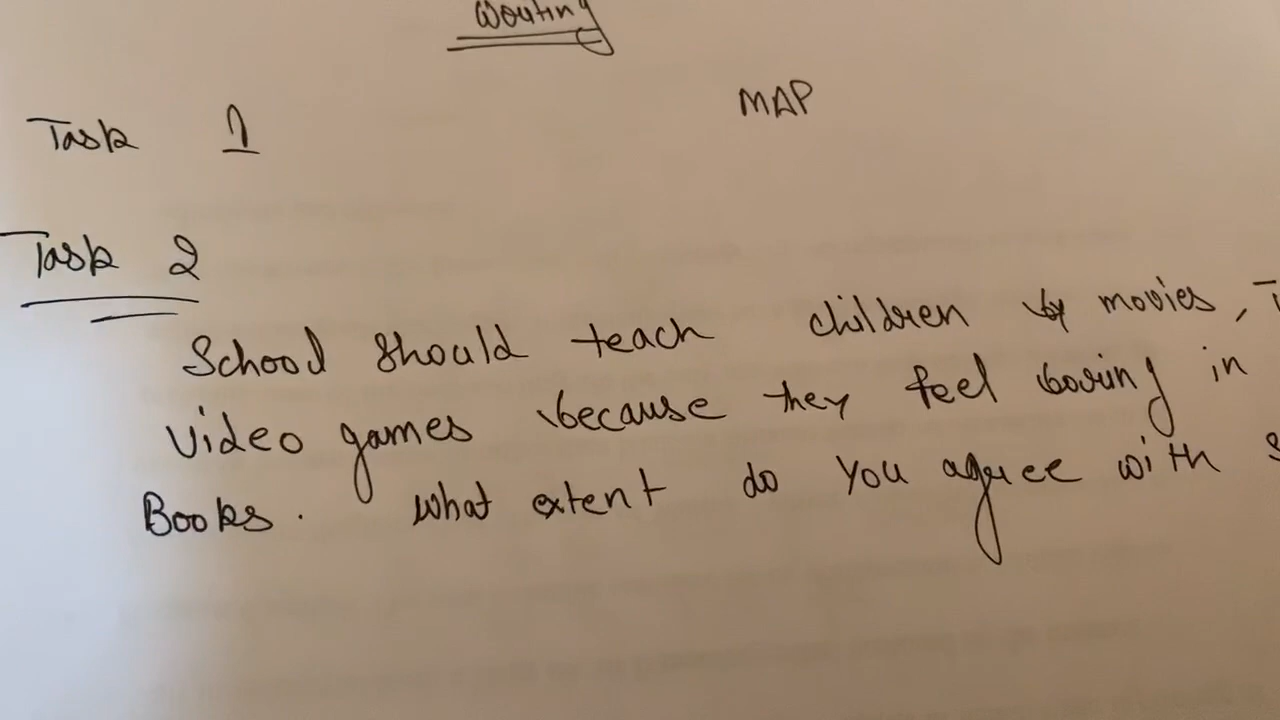 Writing
MAP
Task 1
Task 2
School should teach children by movies,
video games because they feel boring in
Books. What extent do you agree with